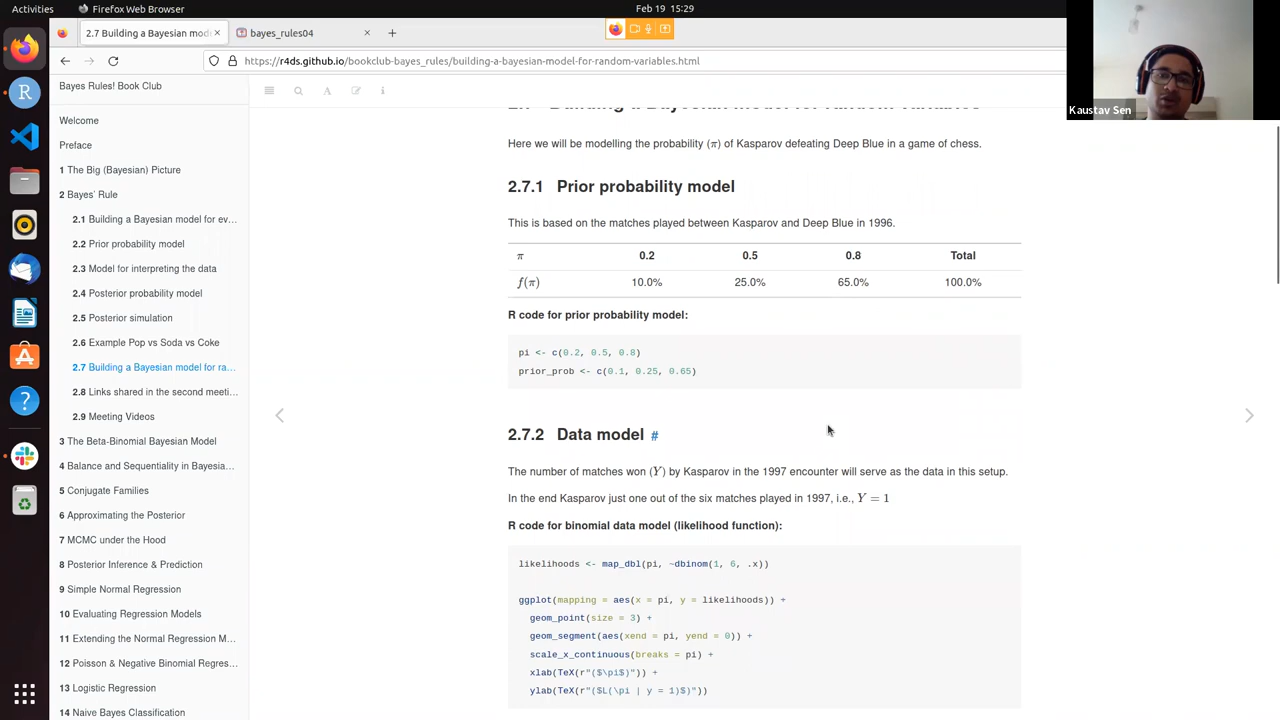 Activities
Firefox Web Browser
Feb 19 15:29
2.7 Building a Bayesian mod
bayes_rules04
https://r4ds.github.io/bookclub-bayes_rules/building-a-bayesian-model-for-random-variables.html
Kaustav Sen
Bayes Rules! Book Club
Welcome
Preface
1 The Big (Bayesian) Picture
2 Bayes' Rule
2.1 Building a Bayesian model for ev...
2.2 Prior probability model
2.3 Model for interpreting the data
2.4 Posterior probability model
2.5 Posterior simulation
2.6 Example Pop vs Soda vs Coke
2.7 Building a Bayesian model for ra...
2.8 Links shared in the second meeti...
2.9 Meeting Videos
3 The Beta-Binomial Bayesian Model
4 Balance and Sequentiality in Bayesia...
5 Conjugate Families
6 Approximating the Posterior
7 MCMC under the Hood
8 Posterior Inference & Prediction
9 Simple Normal Regression
10 Evaluating Regression Models
11 Extending the Normal Regression M...
12 Poisson & Negative Binomial Regres...
13 Logistic Regression
14 Naive Bayes Classification
2.7 Building a Bayesian model for random variables
Here we will be modelling the probability (π) of Kasparov defeating Deep Blue in a game of chess.
2.7.1 Prior probability model
This is based on the matches played between Kasparov and Deep Blue in 1996.
π 0.2 0.5 0.8 Total
f(π) 10.0% 25.0% 65.0% 100.0%
R code for prior probability model:
pi <- c(0.2, 0.5, 0.8)
prior_prob <- c(0.1, 0.25, 0.65)
2.7.2 Data model #
The number of matches won (Y) by Kasparov in the 1997 encounter will serve as the data in this setup.
In the end Kasparov just one out of the six matches played in 1997, i.e., Y = 1
R code for binomial data model (likelihood function):
likelihoods <- map_dbl(pi, ~dbinom(1, 6, .x))
ggplot(mapping = aes(x = pi, y = likelihoods)) +
geom_point(size = 3) +
geom_segment(aes(xend = pi, yend = 0)) +
scale_x_continuous(breaks = pi) +
xlab(TeX(r"($\pi$)")) +
ylab(TeX(r"($L(\pi | y = 1)$)"))